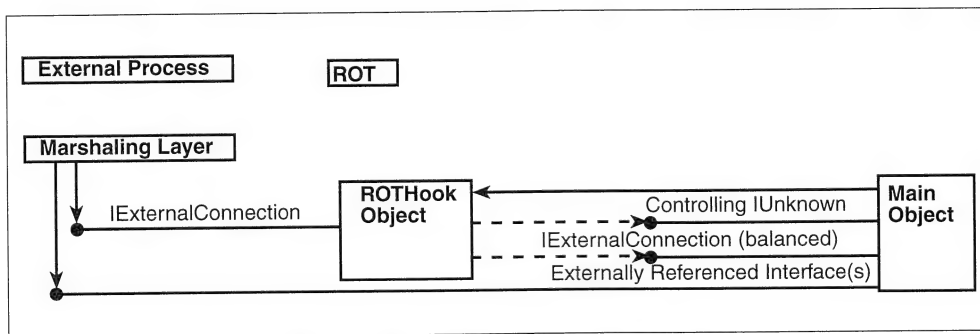 External Process
ROT
Marshaling Layer
IExternalConnection
ROTHook
Object
Controlling IUnknown
IExternalConnection (balanced)
Externally Referenced Interface(s)
Main
Object